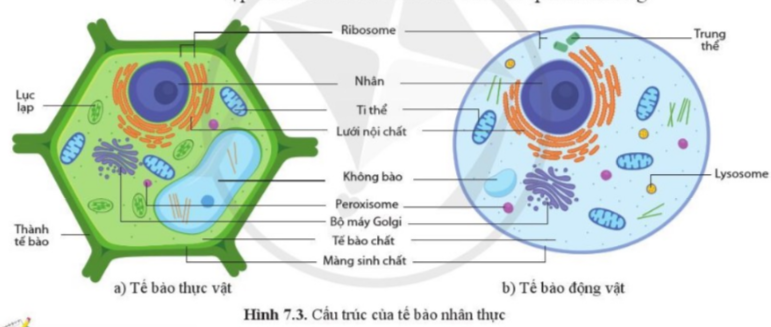 Ribosome
Trung
thể
Nhân
Lục
lạp
Ti thể
Lưới nội chất
Không bào
Lysosome
Peroxisome
Bộ máy Golgi
Thành
tế bào
Tế bào chất
Màng sinh chất
a) Tế bào thực vật
b) Tế bào động vật
Hình 7.3. Cấu trúc của tế bào nhân thực